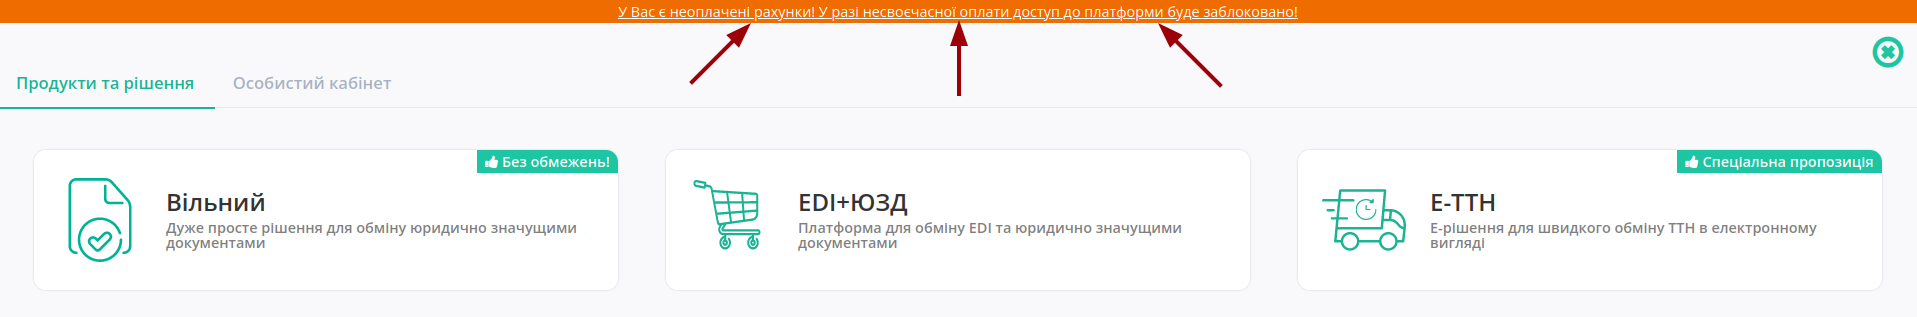 У Вас є неоплачені рахунки! У разі несвоєчасної оплати доступ до платформи буде заблоковано!
Продукти та рішення
Особистий кабінет
Без обмежень!
Вільний
Дуже просте рішення для обміну юридично значущими
документами
EDI+ЮЗД
Платформа для обміну EDI та юридично значущими
документами
Спеціальна пропозиція
Е-ТТН
Е-рішення для швидкого обміну ТТН в електронному
вигляді